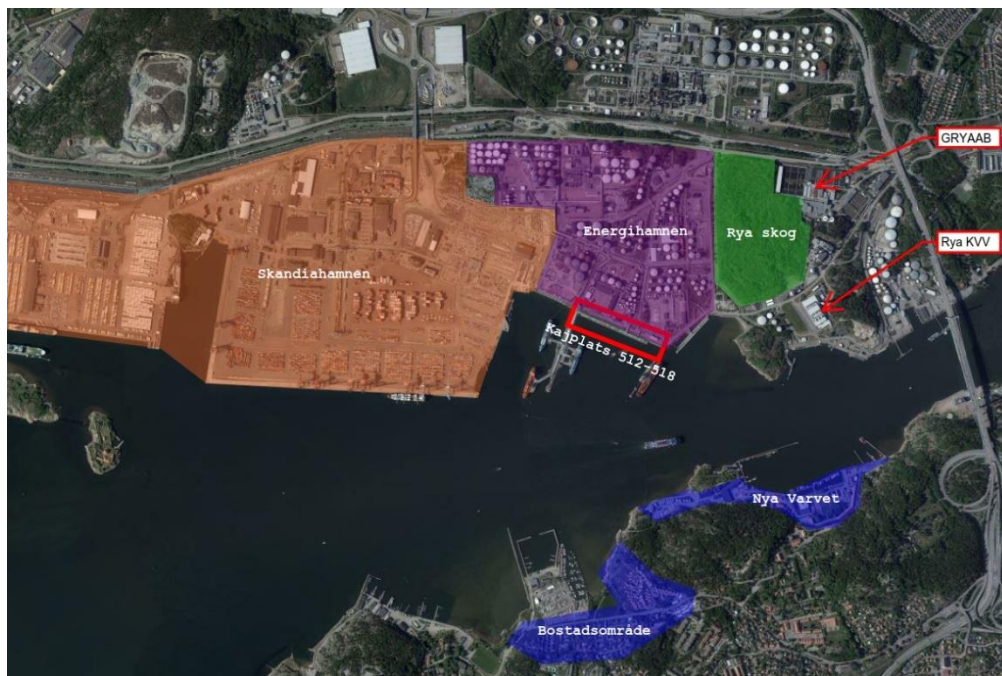 GRYAAB
Energihamnen
Rya skog
Rya KVV
Skandiahamnen
Kajplats 512-518
Nya Varvet
Bostadsområde